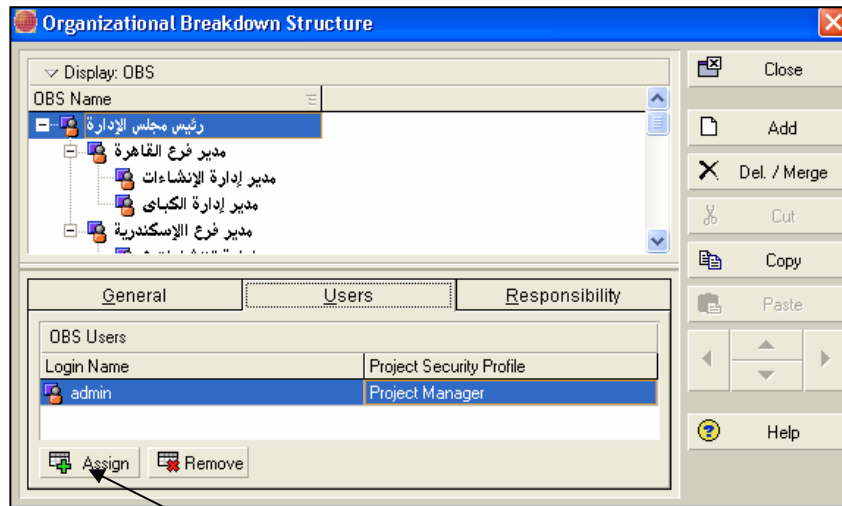 Organizational Breakdown Structure
Display: OBS
OBS Name
رئيس مجلس الإدارة
مدير فرع القاهرة
مدير إدارة الإنشاءات
مدير إدارة الكباى
مدير فرع الإسكندرية
General Users Responsibility
OBS Users
Login Name Project Security Profile
admin Project Manager
Assign Remove
Close
Add
Del. / Merge
Cut
Copy
Paste
Help